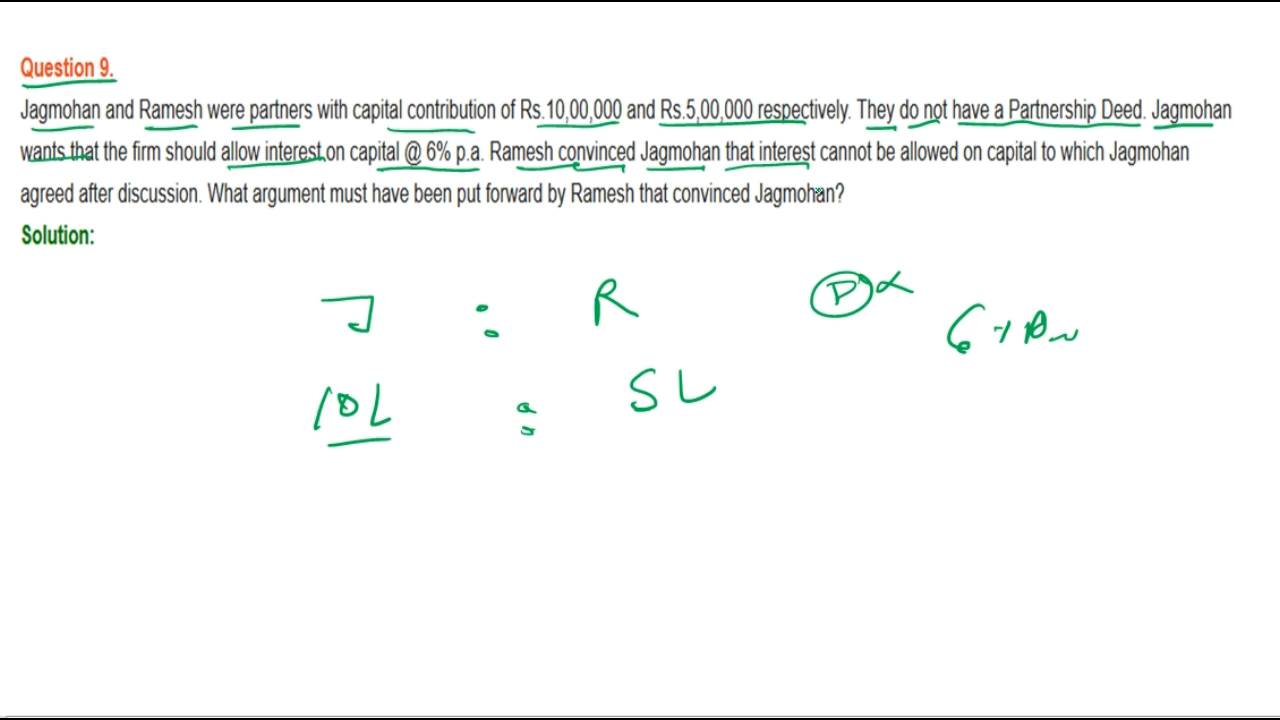 Question 9.
Jagmohan and Ramesh were partners with capital contribution of Rs.10,00,000 and Rs.5,00,000 respectively. They do not have a Partnership Deed. Jagmohan
wants that the firm should allow interest on capital @ 6% p.a. Ramesh convinced Jagmohan that interest cannot be allowed on capital to which Jagmohan
agreed after discussion. What argument must have been put forward by Ramesh that convinced Jagmohan?
Solution:
J : R P
10L : 5L 6%